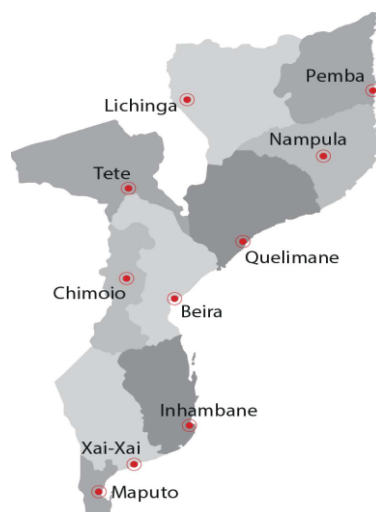 Pemba
Lichinga
Nampula
Tete
Quelimane
Chimoio
Beira
Inhambane
Xai-Xai
Maputo